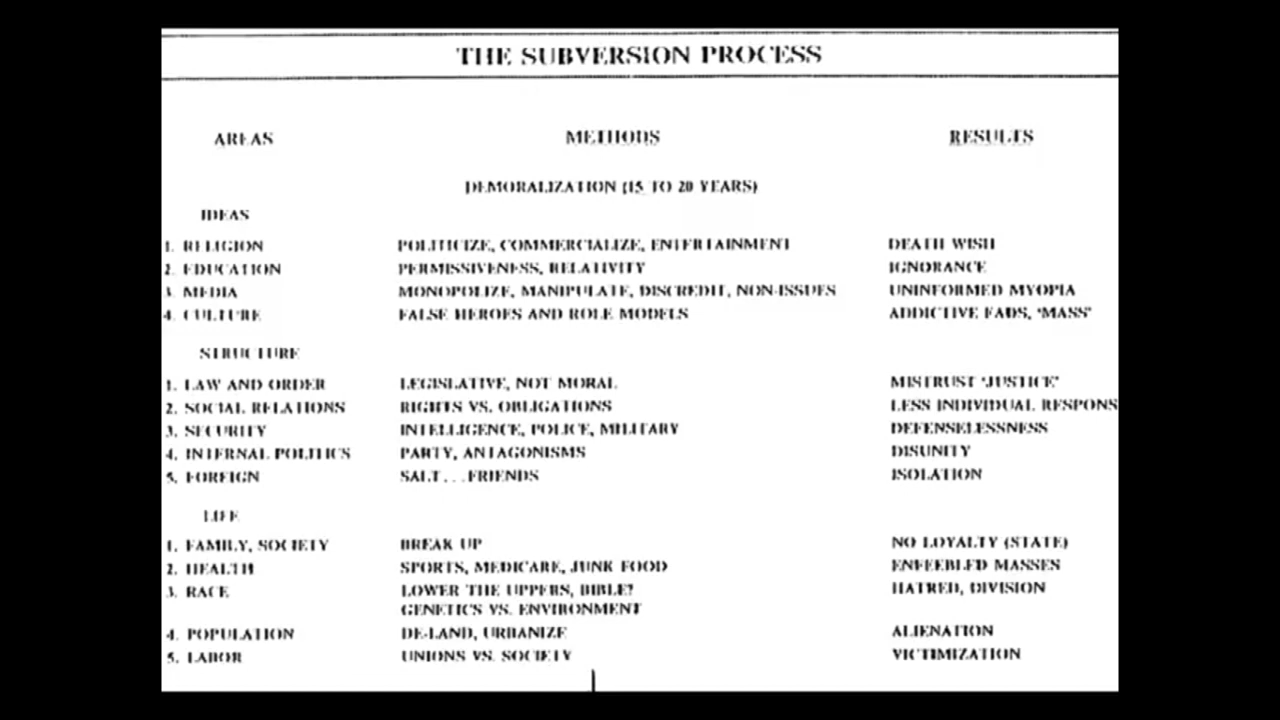 THE SUBVERSION PROCESS
AREAS METHODS RESULTS
DEMORALIZATION (15 TO 20 YEARS)
IDEAS
1. RELIGION POLITICIZE, COMMERCIALIZE, ENTERTAINMENT DEATH WISH
2. EDUCATION PERMISSIVENESS, RELATIVITY IGNORANCE
3. MEDIA MONOPOLIZE, MANIPULATE, DISCREDIT, NON-ISSUES UNINFORMED MYOPIA
4. CULTURE FALSE HEROES AND ROLE MODELS ADDICTIVE FADS, 'MASS'
STRUCTURE
1. LAW AND ORDER LEGISLATIVE, NOT MORAL MISTRUST 'JUSTICE'
2. SOCIAL RELATIONS RIGHTS VS. OBLIGATIONS LESS INDIVIDUAL RESPONS
3. SECURITY INTELLIGENCE, POLICE, MILITARY DEFENSELESSNESS
4. INTERNAL POLITICS PARTY, ANTAGONISMS DISUNITY
5. FOREIGN SALT...FRIENDS ISOLATION
LIFE
1. FAMILY, SOCIETY BREAK UP NO LOYALTY (STATE)
2. HEALTH SPORTS, MEDICARE, JUNK FOOD ENFEEBLED MASSES
3. RACE LOWER THE UPPERS, BIBLE? HATRED, DIVISION
GENETICS VS. ENVIRONMENT
4. POPULATION DE-LAND, URBANIZE ALIENATION
5. LABOR UNIONS VS. SOCIETY VICTIMIZATION